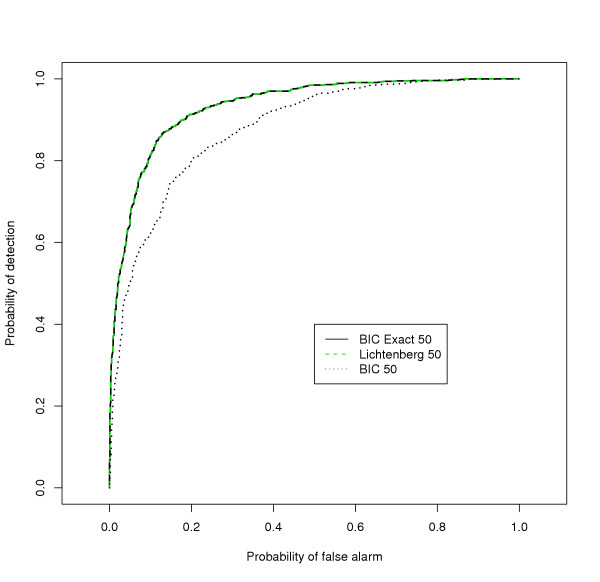 1.0
0.8
0.6
0.4
0.2
0.0
Probability of detection
BIC Exact 50
Lichtenberg 50
BIC 50
0.0 0.2 0.4 0.6 0.8 1.0
Probability of false alarm